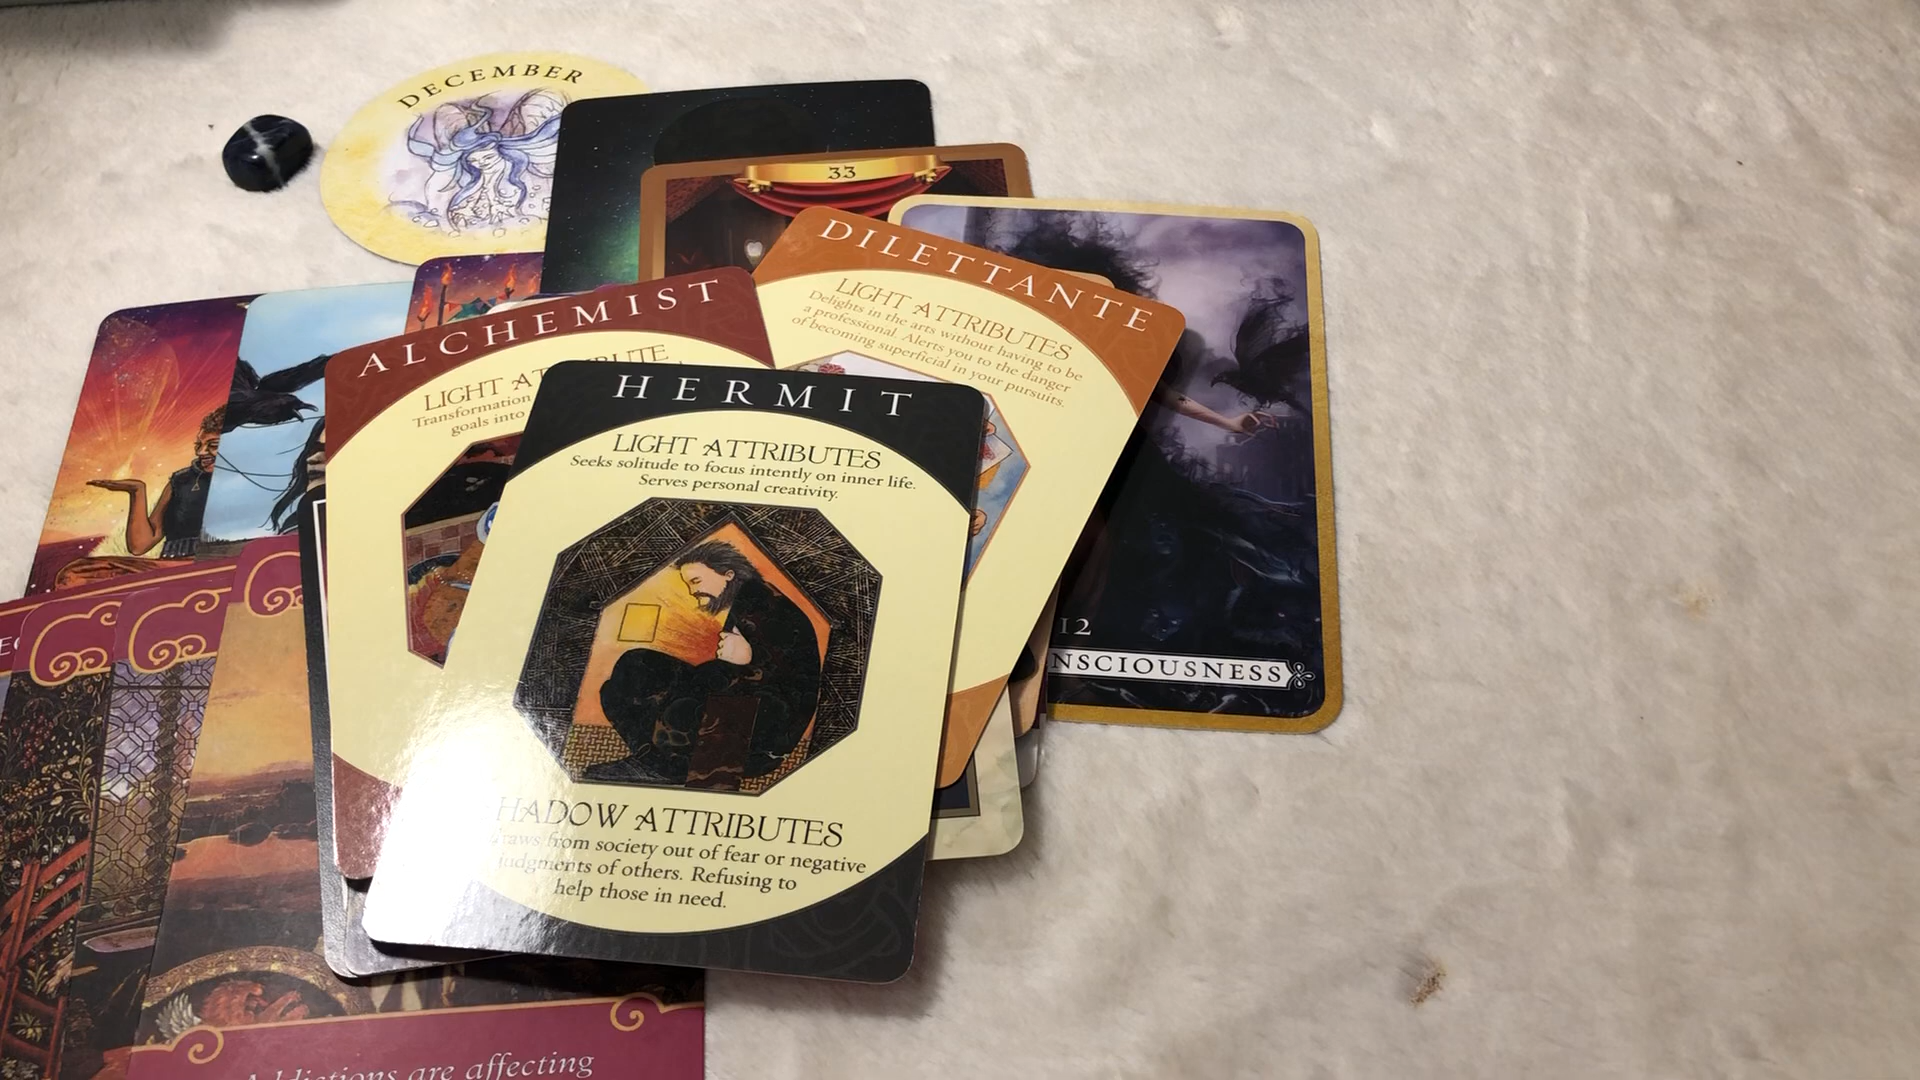 DECEMBER
33
DILETTANTE
LIGHT ATTRIBUTES
Delights in the arts without having to be
a professional. Alerts you to the danger
of becoming superficial in your pursuits.
ALCHEMIST
LIGHT
Transformation
goals into
HERMIT
LIGHT ATTRIBUTES
Seeks solitude to focus intently on inner life.
Serves personal creativity.
HADOW ATTRIBUTES
raws from society out of fear or negative
judgments of others. Refusing to
help those in need.
12
NSCIOUSNESS
Addictions are affecting